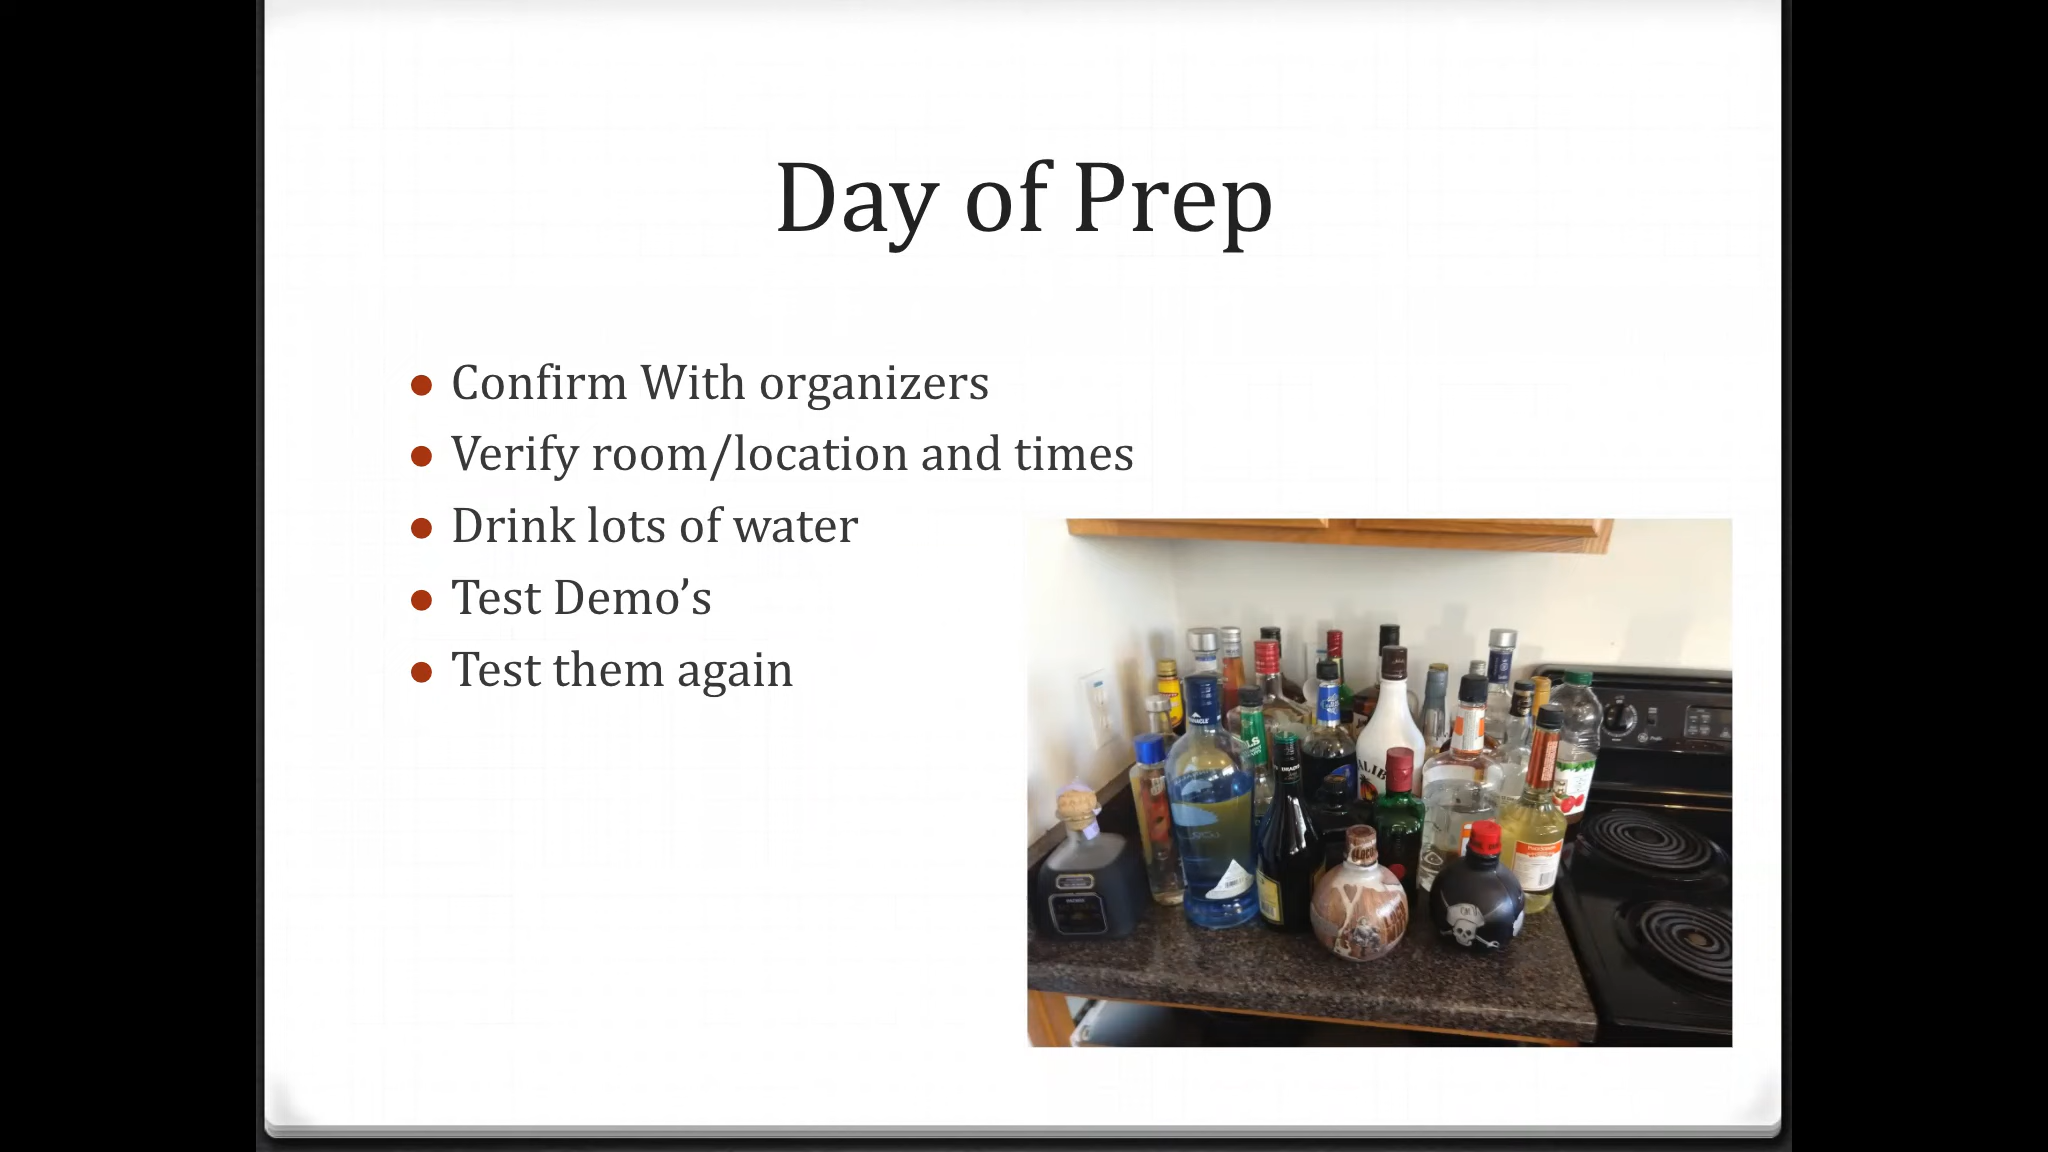 Day of Prep
Confirm With organizers
Verify room/location and times
Drink lots of water
Test Demo’s
Test them again